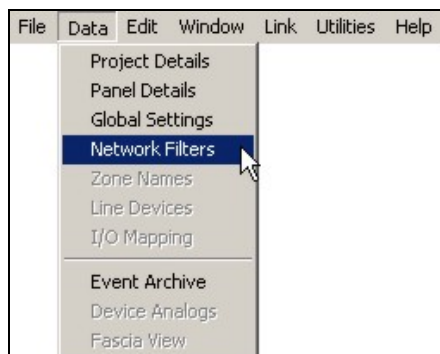 File Data Edit Window Link Utilities Help
Project Details
Panel Details
Global Settings
Network Filters
Zone Names
Line Devices
I/O Mapping
Event Archive
Device Analogs
Fascia View